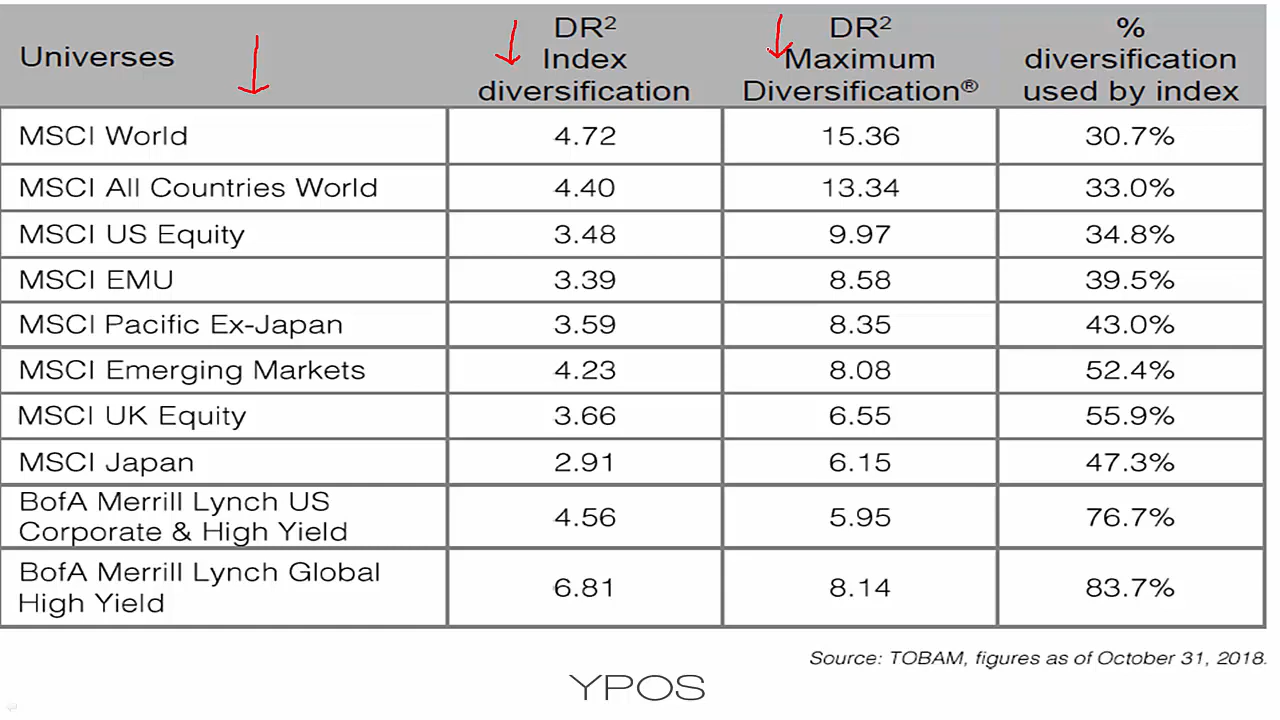 Universes
DR² Index diversification
DR² Maximum Diversification®
% diversification used by index
MSCI World 4.72 15.36 30.7%
MSCI All Countries World 4.40 13.34 33.0%
MSCI US Equity 3.48 9.97 34.8%
MSCI EMU 3.39 8.58 39.5%
MSCI Pacific Ex-Japan 3.59 8.35 43.0%
MSCI Emerging Markets 4.23 8.08 52.4%
MSCI UK Equity 3.66 6.55 55.9%
MSCI Japan 2.91 6.15 47.3%
BofA Merrill Lynch US
Corporate & High Yield 4.56 5.95 76.7%
BofA Merrill Lynch Global
High Yield 6.81 8.14 83.7%
Source: TOBAM, figures as of October 31, 2018.
YPOS